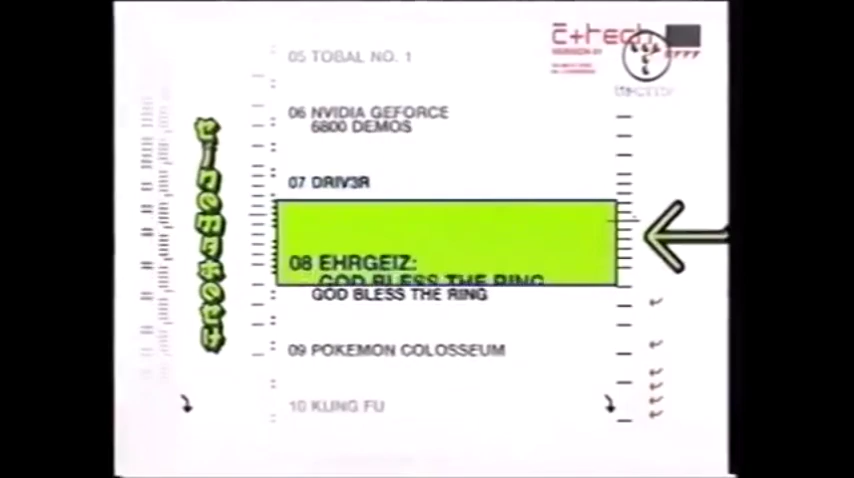 05 TOBAL NO. 1
06 NVIDIA GEFORCE
6800 DEMOS
07 DRIV3R
08 EHRGEIZ:
GOD BLESS THE RING
GOD BLESS THE RING
09 POKEMON COLOSSEUM
10 KUNG FU